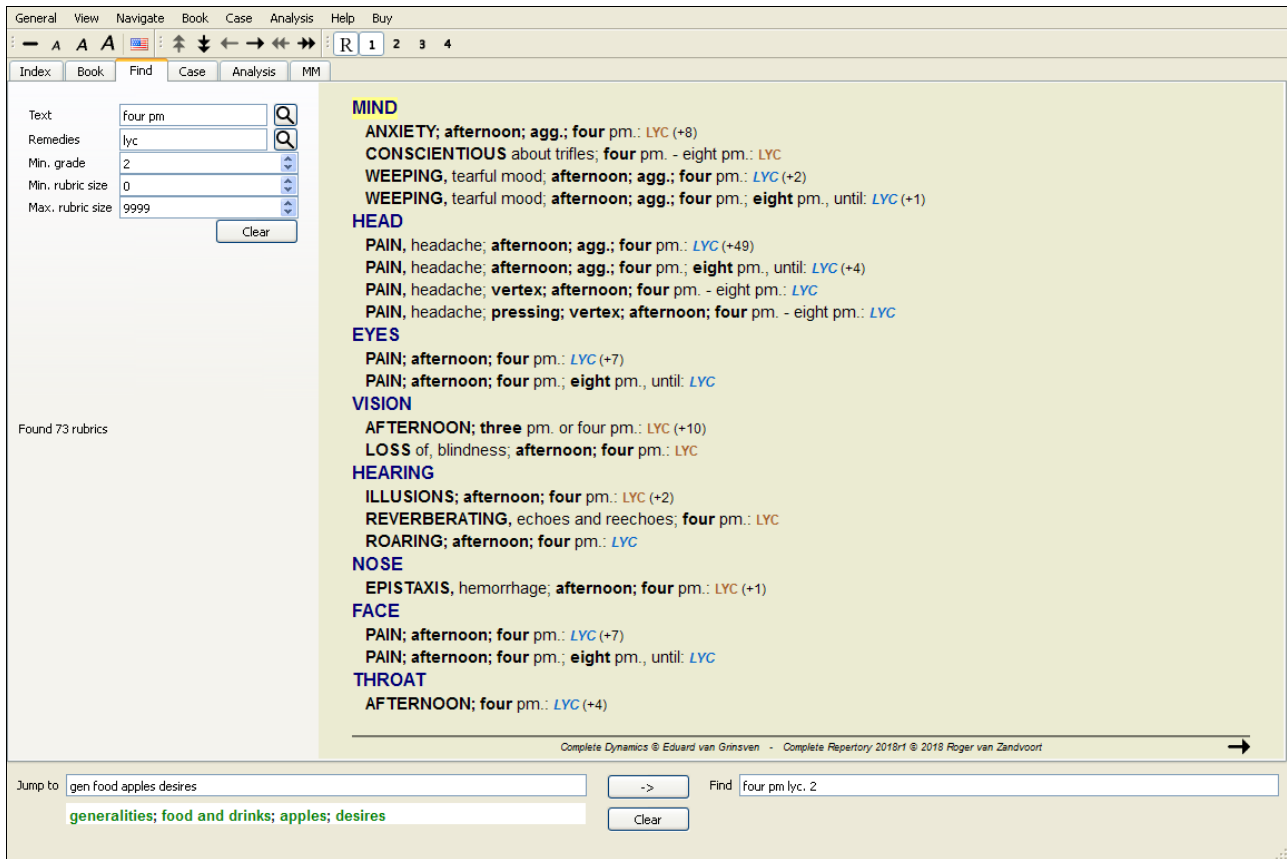 General View Navigate Book Case Analysis Help Buy
A A A R 1 2 3 4
Index Book Find Case Analysis MM
Text four pm
Remedies lyc
Min. grade 2
Min. rubric size 0
Max. rubric size 9999
Clear
Found 73 rubrics
MIND
ANXIETY; afternoon; agg.; four pm.: LYC (+8)
CONSCIENTIOUS about trifles; four pm. - eight pm.: LYC
WEEPING, tearful mood; afternoon; agg.; four pm.: LYC (+2)
WEEPING, tearful mood; afternoon; agg.; four pm.; eight pm., until: LYC (+1)
HEAD
PAIN, headache; afternoon; agg.; four pm.: LYC (+49)
PAIN, headache; afternoon; agg.; four pm.; eight pm., until: LYC (+4)
PAIN, headache; vertex; afternoon; four pm. - eight pm.: LYC
PAIN, headache; pressing; vertex; afternoon; four pm. - eight pm.: LYC
EYES
PAIN; afternoon; four pm.: LYC (+7)
PAIN; afternoon; four pm.; eight pm., until: LYC
VISION
AFTERNOON; three pm. or four pm.: LYC (+10)
LOSS of, blindness; afternoon; four pm.: LYC
HEARING
ILLUSIONS; afternoon; four pm.: LYC (+2)
REVERBERATING, echoes and reechoes; four pm.: LYC
ROARING; afternoon; four pm.: LYC
NOSE
EPISTAXIS, hemorrhage; afternoon; four pm.: LYC (+1)
FACE
PAIN; afternoon; four pm.: LYC (+7)
PAIN; afternoon; four pm.; eight pm., until: LYC
THROAT
AFTERNOON; four pm.: LYC (+4)
Complete Dynamics © Eduard van Grinsven - Complete Repertory 2018r1 © 2018 Roger van Zandvoort
Jump to gen food apples desires -> Find four pm lyc. 2
generalities; food and drinks; apples; desires Clear